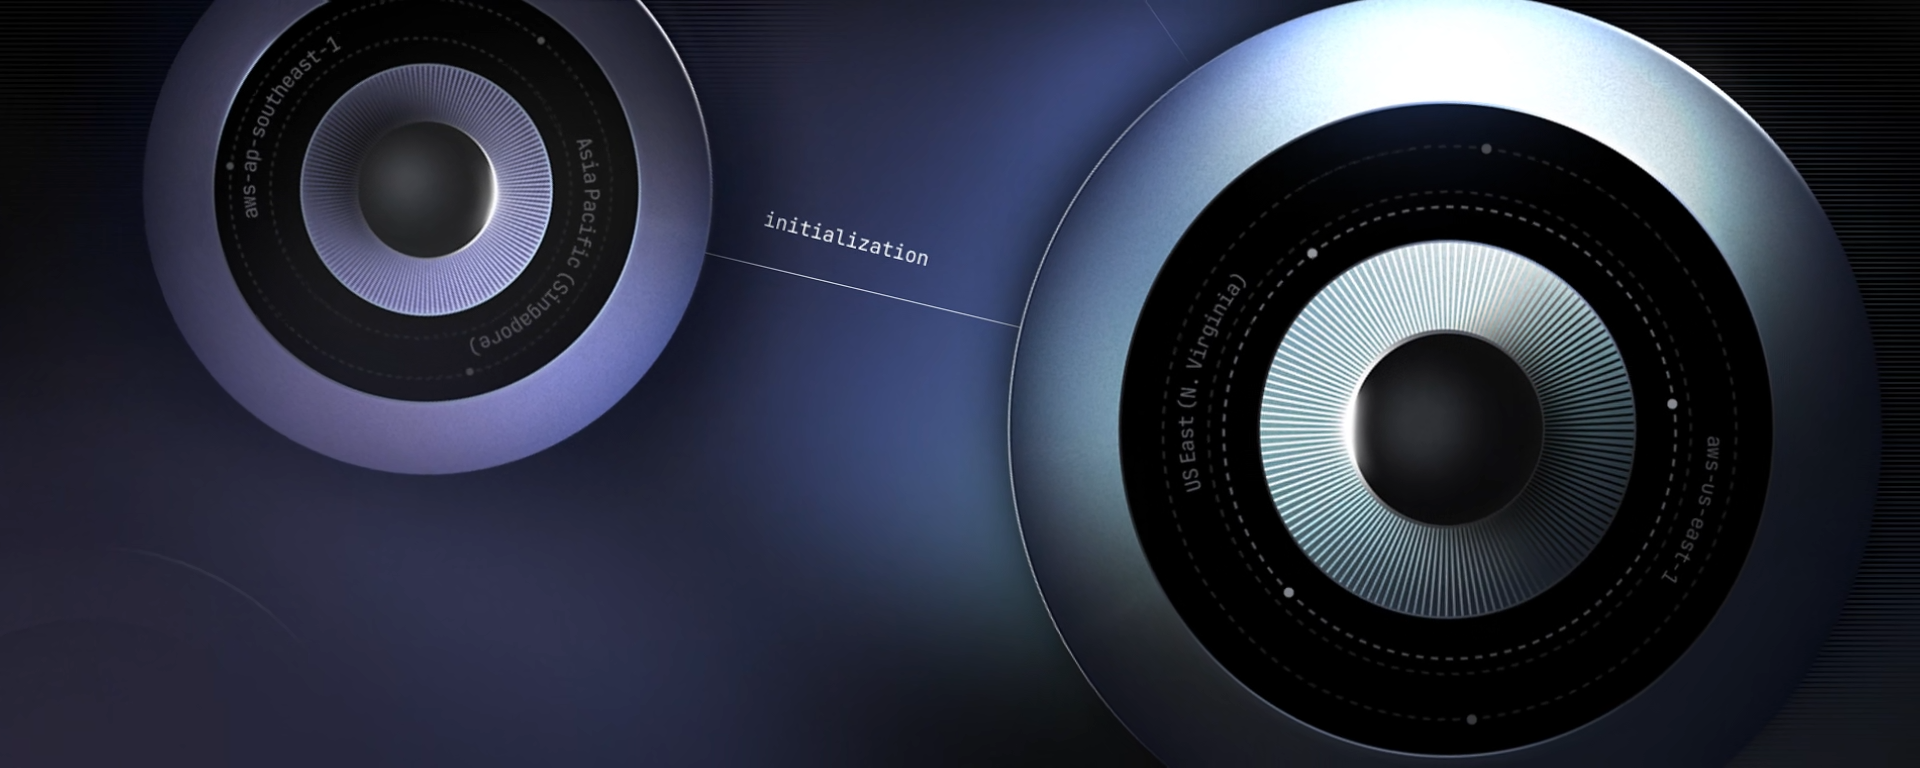 aws-ap-southeast-1
Asia Pacific (Singapore)
initialization
US East (N. Virginia)
aws-us-east-1